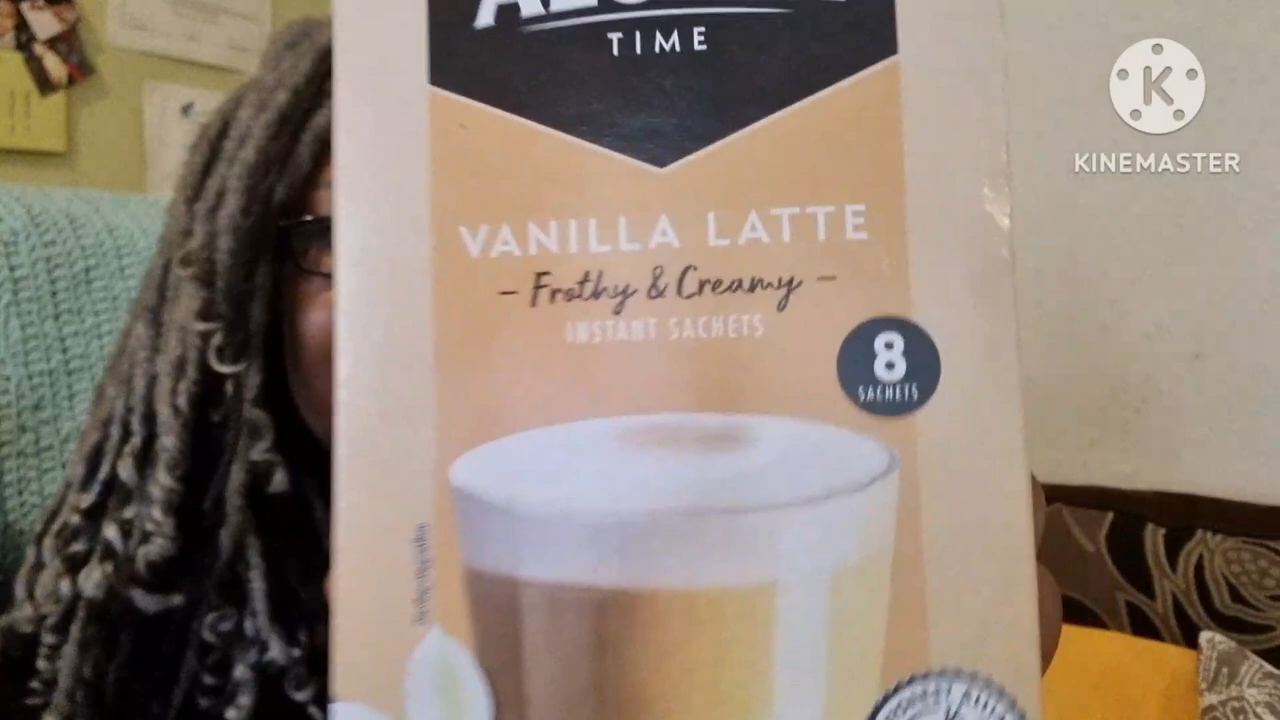 TIME
K
KINEMASTER
VANILLA LATTE
- Frothy & Creamy -
INSTANT SACHETS
8
SACHETS